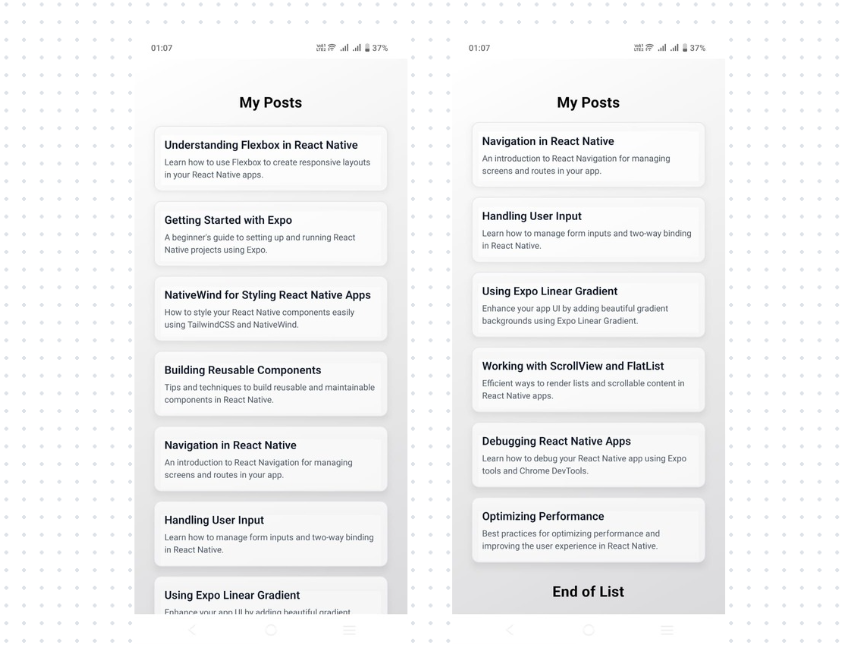 01:07
37%
My Posts
Understanding Flexbox in React Native
Learn how to use Flexbox to create responsive layouts
in your React Native apps.
Getting Started with Expo
A beginner's guide to setting up and running React
Native projects using Expo.
NativeWind for Styling React Native Apps
How to style your React Native components easily
using TailwindCSS and NativeWind.
Building Reusable Components
Tips and techniques to build reusable and maintainable
components in React Native.
Navigation in React Native
An introduction to React Navigation for managing
screens and routes in your app.
Handling User Input
Learn how to manage form inputs and two-way binding
in React Native.
Using Expo Linear Gradient
Enhance your app UI by adding beautiful gradient
01:07
37%
My Posts
Navigation in React Native
An introduction to React Navigation for managing
screens and routes in your app.
Handling User Input
Learn how to manage form inputs and two-way binding
in React Native.
Using Expo Linear Gradient
Enhance your app UI by adding beautiful gradient
backgrounds using Expo Linear Gradient.
Working with ScrollView and FlatList
Efficient ways to render lists and scrollable content in
React Native apps.
Debugging React Native Apps
Learn how to debug your React Native app using Expo
tools and Chrome DevTools.
Optimizing Performance
Best practices for optimizing performance and
improving the user experience in React Native.
End of List